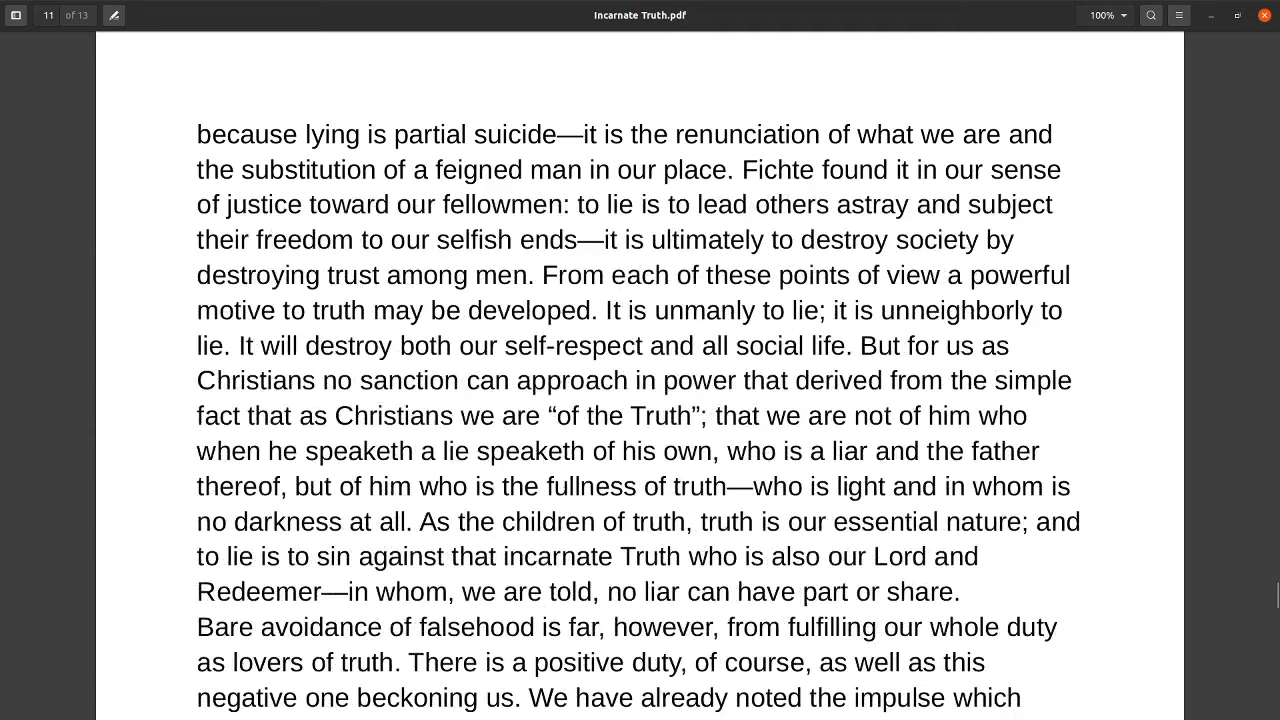 11 of 13
Incarnate Truth.pdf
100%
because lying is partial suicide—it is the renunciation of what we are and
the substitution of a feigned man in our place. Fichte found it in our sense
of justice toward our fellowmen: to lie is to lead others astray and subject
their freedom to our selfish ends—it is ultimately to destroy society by
destroying trust among men. From each of these points of view a powerful
motive to truth may be developed. It is unmanly to lie; it is unneighborly to
lie. It will destroy both our self-respect and all social life. But for us as
Christians no sanction can approach in power that derived from the simple
fact that as Christians we are “of the Truth”; that we are not of him who
when he speaketh a lie speaketh of his own, who is a liar and the father
thereof, but of him who is the fullness of truth—who is light and in whom is
no darkness at all. As the children of truth, truth is our essential nature; and
to lie is to sin against that incarnate Truth who is also our Lord and
Redeemer—in whom, we are told, no liar can have part or share.
Bare avoidance of falsehood is far, however, from fulfilling our whole duty
as lovers of truth. There is a positive duty, of course, as well as this
negative one beckoning us. We have already noted the impulse which